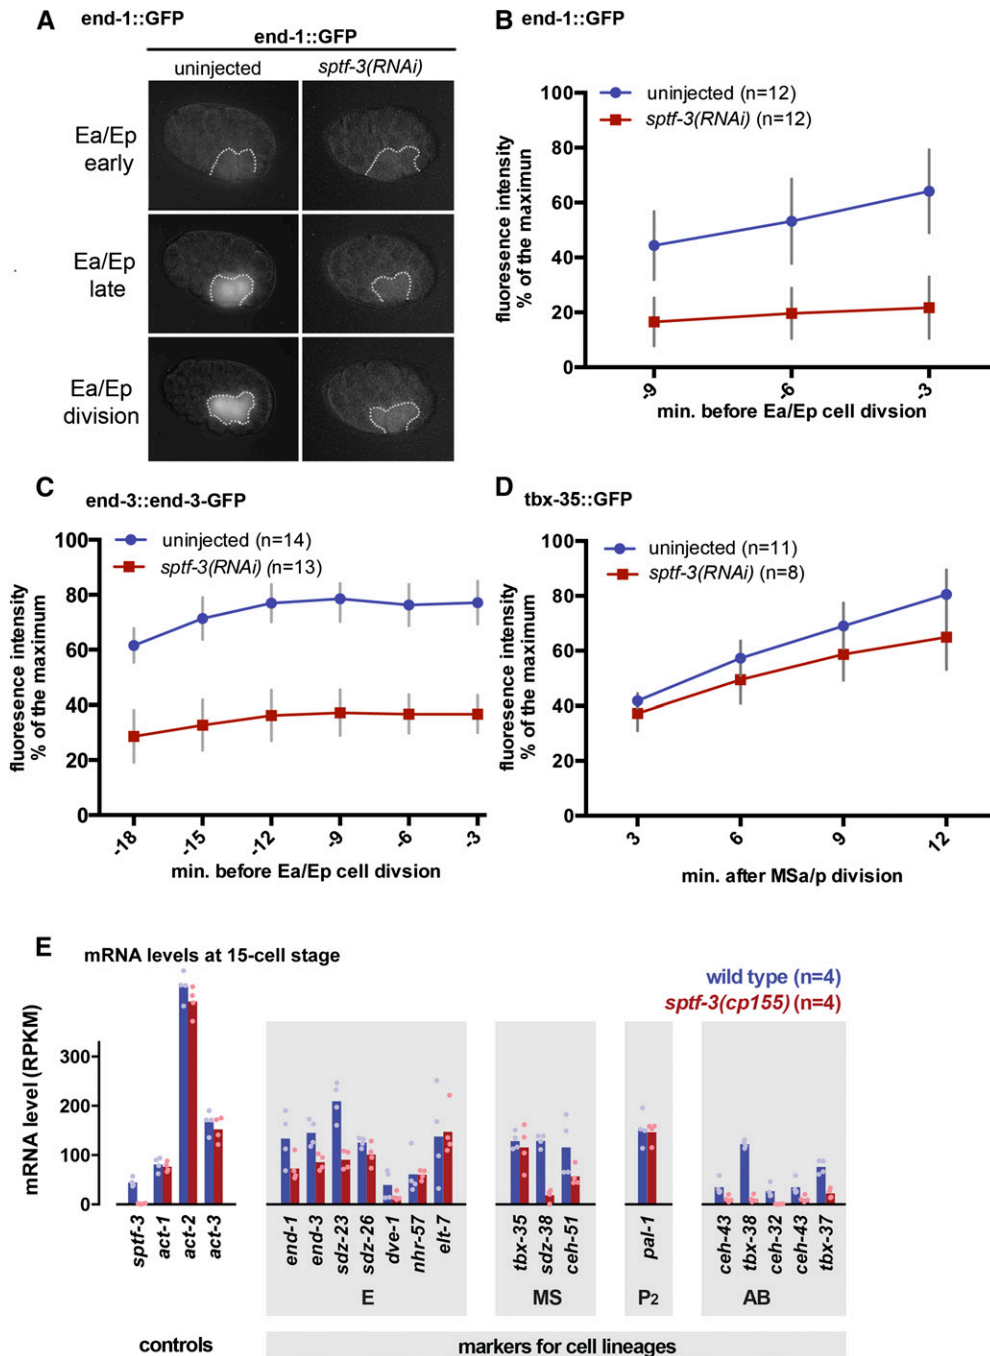 A end-1::GFP
end-1::GFP
uninjected sptf-3(RNAi)
Ea/Ep
early
Ea/Ep
late
Ea/Ep
division
B end-1::GFP
uninjected (n=12)
sptf-3(RNAi) (n=12)
fluoresence intensity
% of the maximun
100
80
60
40
20
0
-9 -6 -3
min. before Ea/Ep cell divsion
C end-3::end-3-GFP
uninjected (n=14)
sptf-3(RNAi) (n=13)
fluoresence intensity
% of the maximum
100
80
60
40
20
0
-18 -15 -12 -9 -6 -3
min. before Ea/Ep cell divsion
D tbx-35::GFP
uninjected (n=11)
sptf-3(RNAi) (n=8)
fluoresence intensity
% of the maximum
100
80
60
40
20
0
3 6 9 12
min. after MSa/p division
E mRNA levels at 15-cell stage
wild type (n=4)
sptf-3(cp155) (n=4)
mRNA level (RPKM)
300
200
100
0
sptf-3 act-1 act-2 act-3 end-1 end-3 sdz-23 sdz-26 dve-1 nhr-57 elt-7 tbx-35 sdz-38 ceh-51 pal-1 ceh-43 tbx-38 ceh-32 ceh-43 tbx-37
E MS P2 AB
controls markers for cell lineages